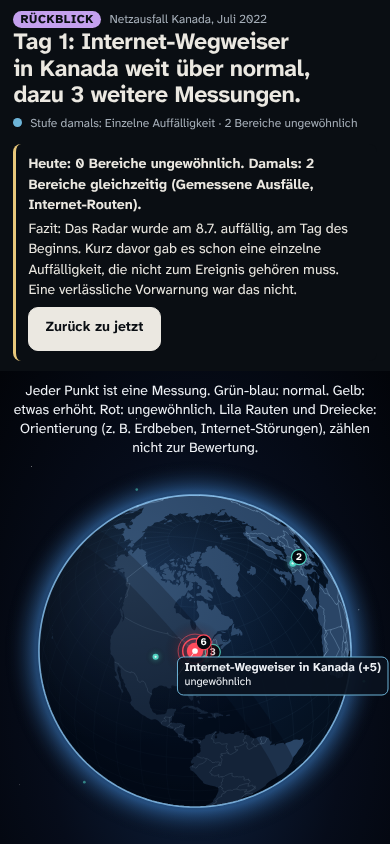 RÜCKBLICK Netzausfall Kanada, Juli 2022
Tag 1: Internet-Wegweiser
in Kanada weit über normal,
dazu 3 weitere Messungen.
Stufe damals: Einzelne Auffälligkeit · 2 Bereiche ungewöhnlich
Heute: 0 Bereiche ungewöhnlich. Damals: 2
Bereiche gleichzeitig (Gemessene Ausfälle,
Internet-Routen).
Fazit: Das Radar wurde am 8.7. auffällig, am Tag des
Beginns. Kurz davor gab es schon eine einzelne
Auffälligkeit, die nicht zum Ereignis gehören muss.
Eine verlässliche Vorwarnung war das nicht.
Zurück zu jetzt
Jeder Punkt ist eine Messung. Grün-blau: normal. Gelb:
etwas erhöht. Rot: ungewöhnlich. Lila Rauten und Dreiecke:
Orientierung (z. B. Erdbeben, Internet-Störungen), zählen
nicht zur Bewertung.
2
6
3
Internet-Wegweiser in Kanada (+5)
ungewöhnlich